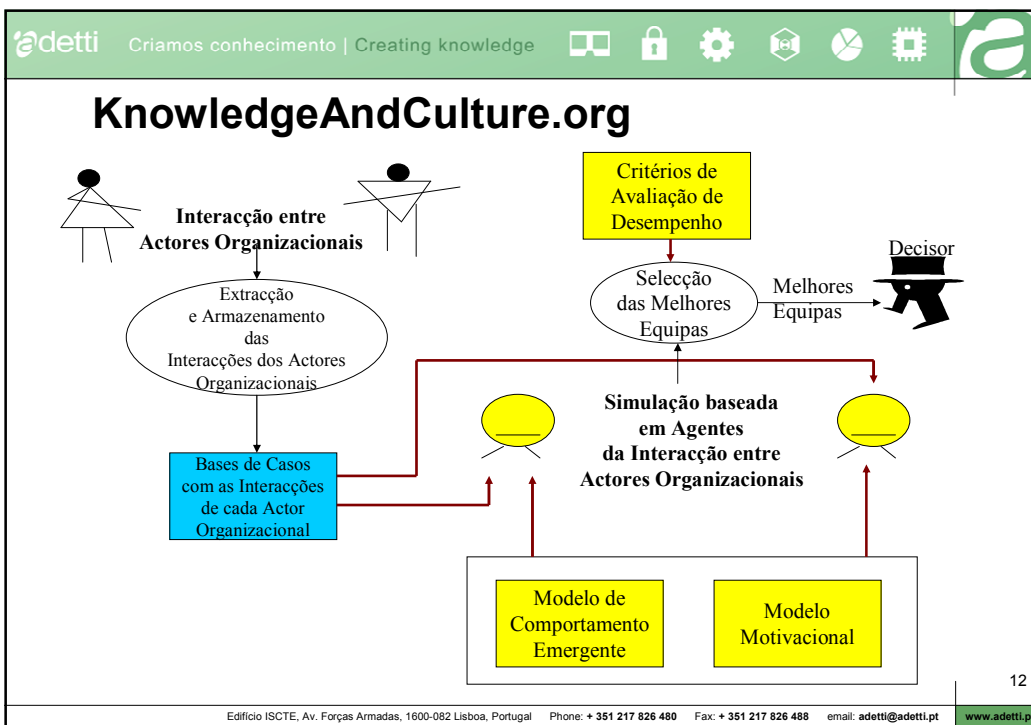 adetti Criamos conhecimento | Creating knowledge
KnowledgeAndCulture.org
Interacção entre
Actores Organizacionais
Critérios de
Avaliação de
Desempenho
Decisor
Extracção
e Armazenamento
das
Interacções dos Actores
Organizacionais
Selecção
das Melhores
Equipas
Melhores
Equipas
Simulação baseada
em Agentes
da Interacção entre
Actores Organizacionais
Bases de Casos
com as Interacções
de cada Actor
Organizacional
Modelo de
Comportamento
Emergente
Modelo
Motivacional
12
Edifício ISCTE, Av. Forças Armadas, 1600-082 Lisboa, Portugal Phone: + 351 217 826 480 Fax: + 351 217 826 488 email: adetti@adetti.pt www.adetti.p